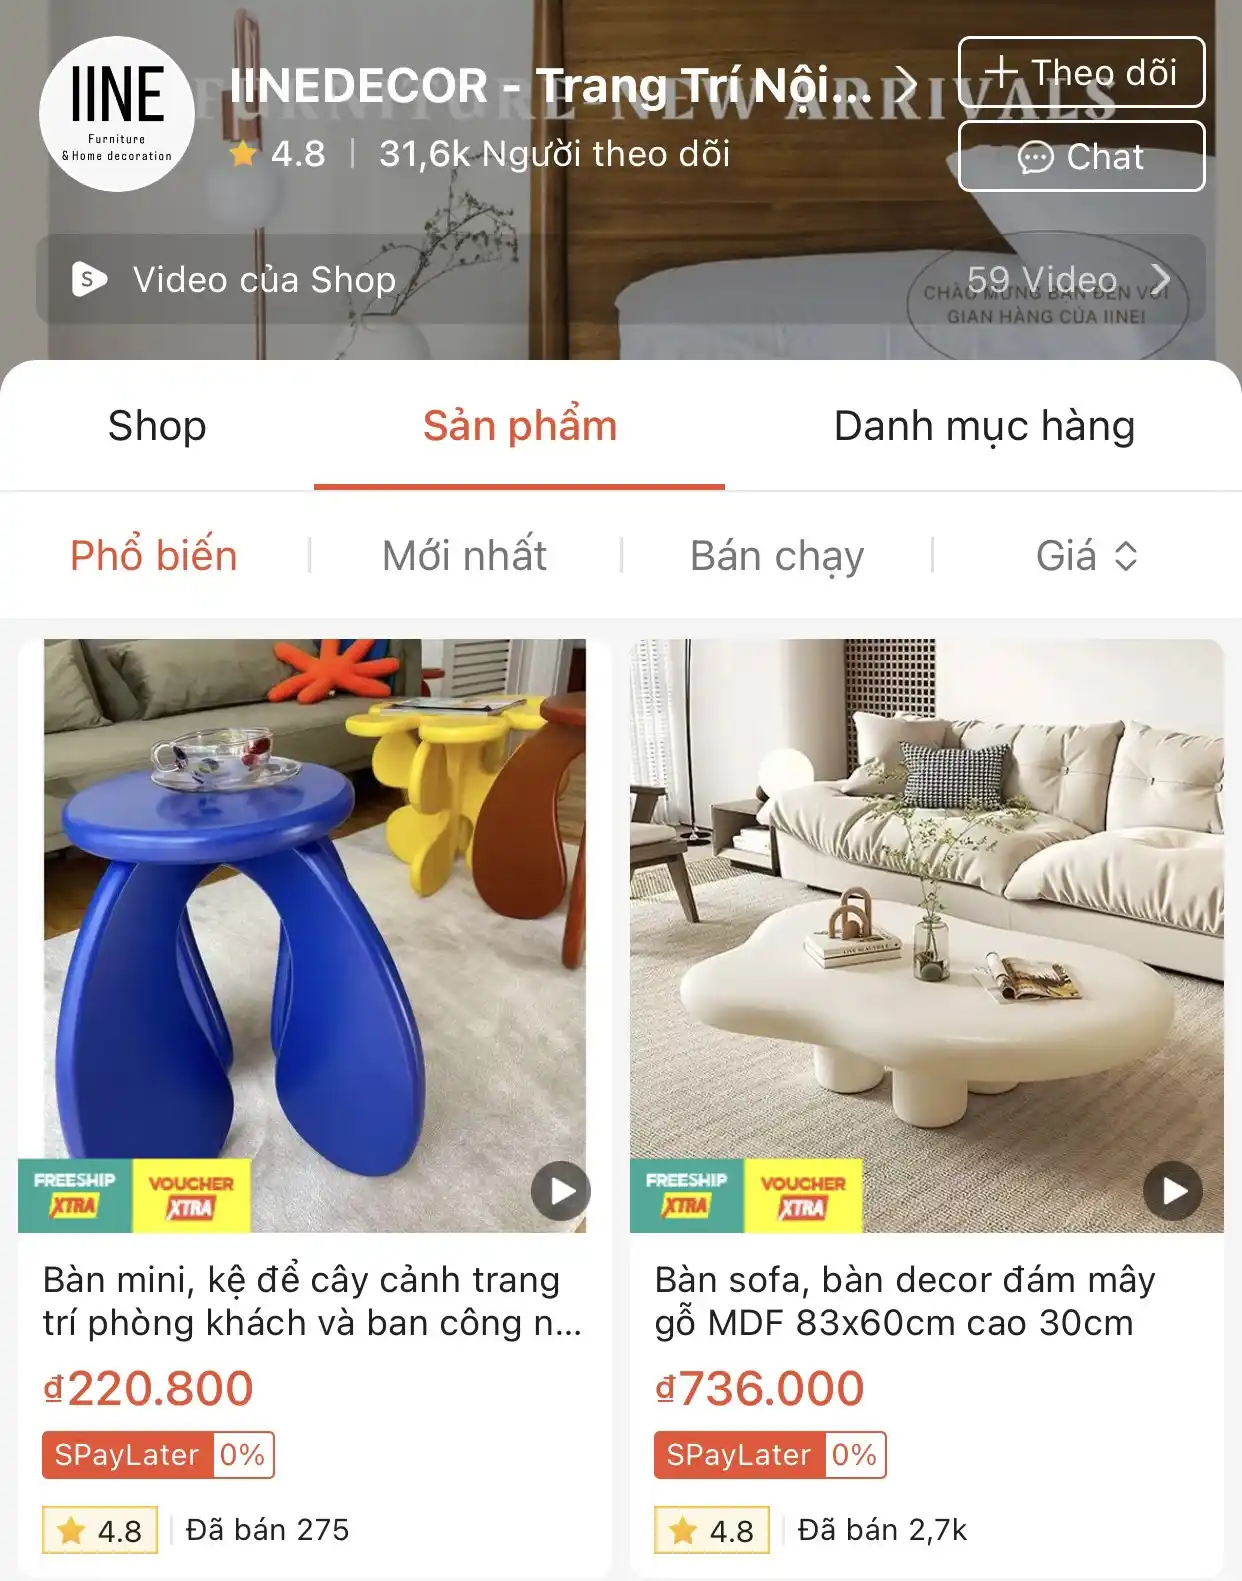 IINE
Furniture
& Home decoration
FURNITURE - NEW ARRIVALS
IINEDECOR - Trang Trí Nội...
+ Theo dõi
4.8 | 31,6k Người theo dõi
Chat
S Video của Shop
59 Video
CHÀO MỪNG BẠN ĐẾN VỚI
GIAN HÀNG CỦA IINE!
Shop
Sản phẩm
Danh mục hàng
Phổ biến
Mới nhất
Bán chạy
Giá
FREESHIP
XTRA
VOUCHER
XTRA
Bàn mini, kệ để cây cảnh trang
trí phòng khách và ban công n...
₫220.800
SPayLater 0%
4.8 | Đã bán 275
FREESHIP
XTRA
VOUCHER
XTRA
Bàn sofa, bàn decor đám mây
gỗ MDF 83x60cm cao 30cm
₫736.000
SPayLater 0%
4.8 | Đã bán 2,7k